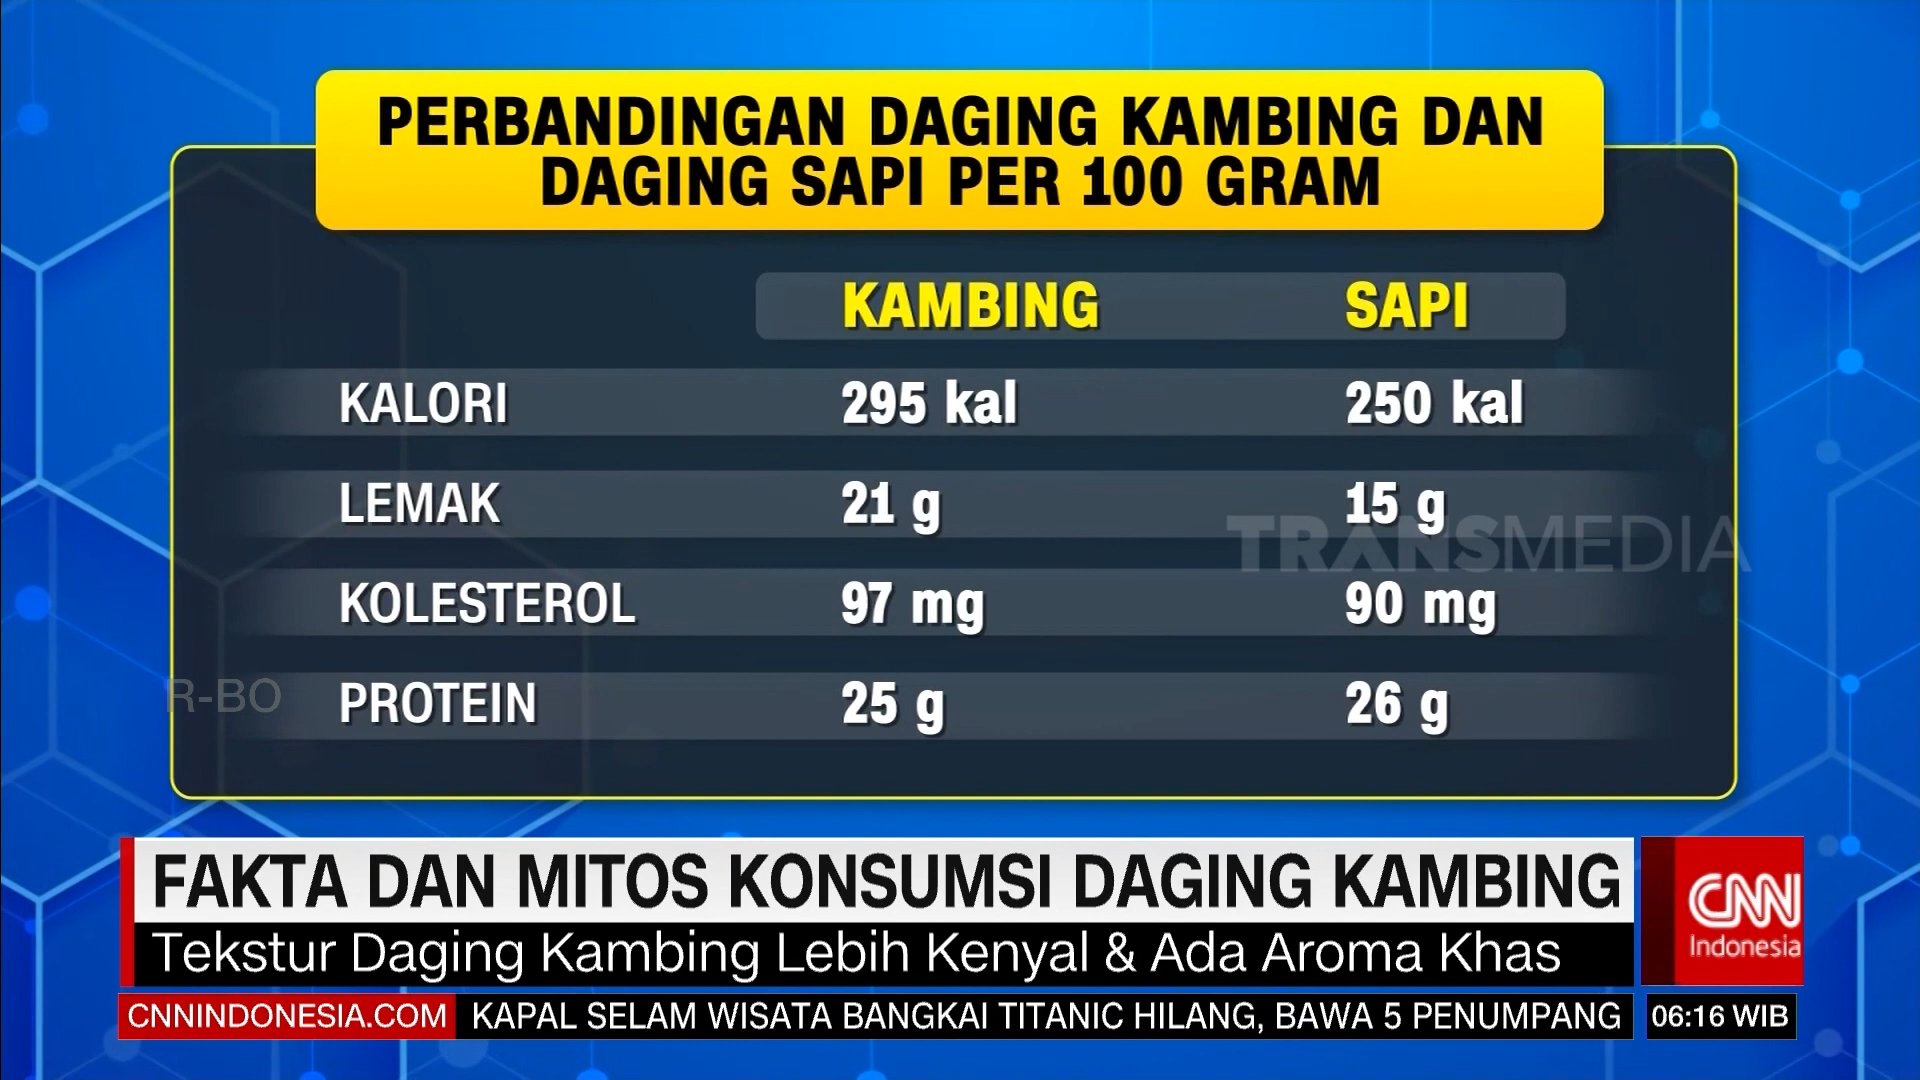 PERBANDINGAN DAGING KAMBING DAN
DAGING SAPI PER 100 GRAM
KAMBING SAPI
KALORI 295 kal 250 kal
LEMAK 21 g 15 g
TRANSMEDIA
KOLESTEROL 97 mg 90 mg
R-BO
PROTEIN 25 g 26 g
FAKTA DAN MITOS KONSUMSI DAGING KAMBING
Tekstur Daging Kambing Lebih Kenyal & Ada Aroma Khas
CNN
Indonesia
CNNINDONESIA.COM KAPAL SELAM WISATA BANGKAI TITANIC HILANG, BAWA 5 PENUMPANG 06:16 WIB